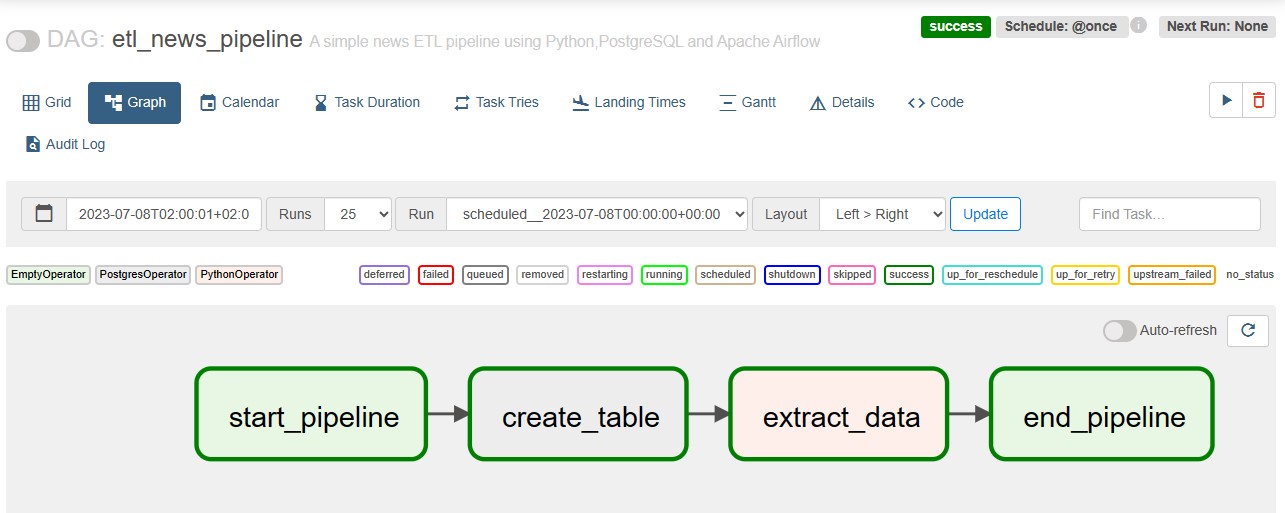 DAG: etl_news_pipeline A simple news ETL pipeline using Python,PostgreSQL and Apache Airflow success Schedule: @once i Next Run: None
Grid Graph Calendar Task Duration Task Tries Landing Times Gantt Details Code
Audit Log
2023-07-08T02:00:01+02:0 Runs 25 Run scheduled__2023-07-08T00:00:00+00:00 Layout Left > Right Update Find Task...
EmptyOperator PostgresOperator PythonOperator deferred failed queued removed restarting running scheduled shutdown skipped success up_for_reschedule up_for_retry upstream_failed no_status
Auto-refresh
start_pipeline create_table extract_data end_pipeline